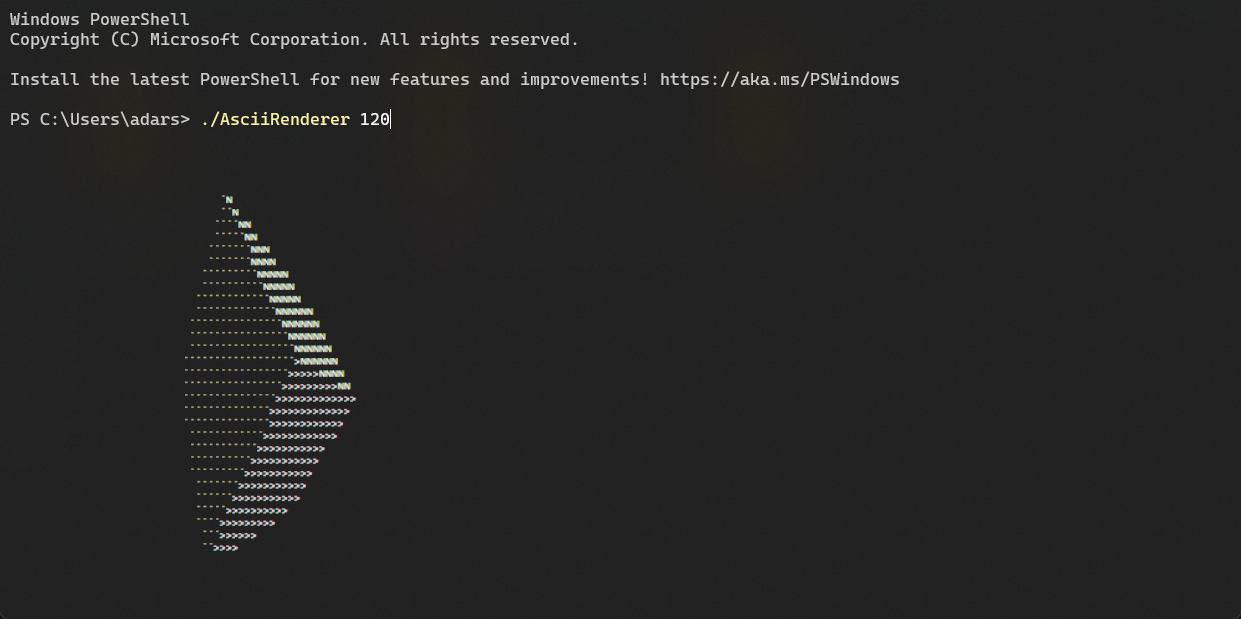 Windows PowerShell
Copyright (C) Microsoft Corporation. All rights reserved.
Install the latest PowerShell for new features and improvements! https://aka.ms/PSWindows
PS C:\Users\adars> ./AsciiRenderer 120